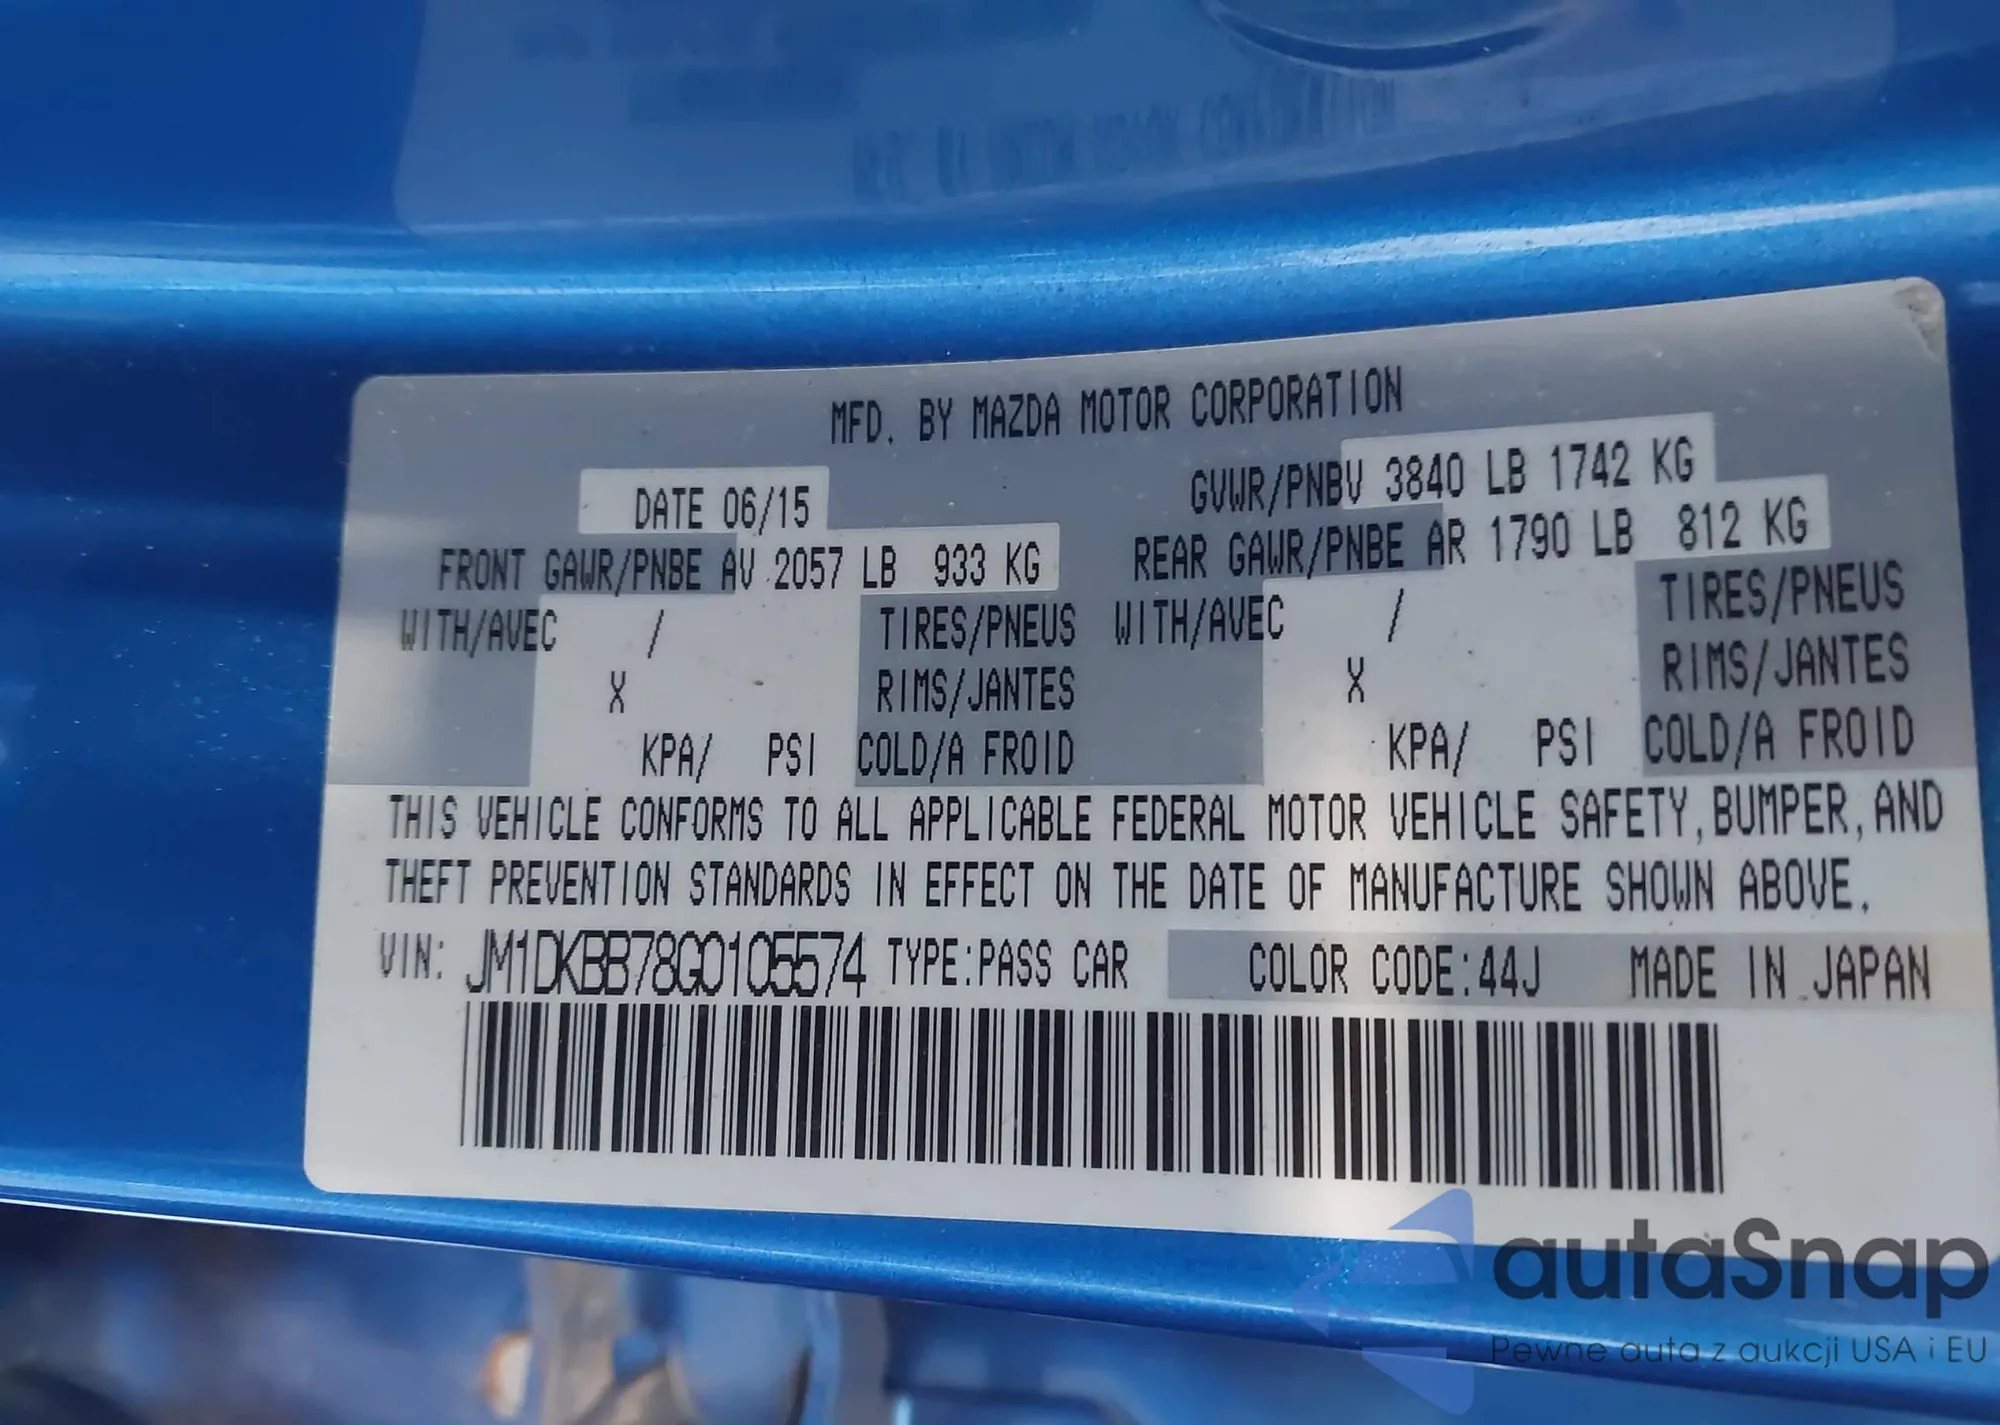 MFD. BY MAZDA MOTOR CORPORATION
DATE 06/15 GVWR/PNBV 3840 LB 1742 KG
FRONT GAWR/PNBE AV 2057 LB 933 KG REAR GAWR/PNBE AR 1790 LB 812 KG
WITH/AVEC / TIRES/PNEUS WITH/AVEC / TIRES/PNEUS
X RIMS/JANTES X RIMS/JANTES
KPA/ PSI COLD/A FROID KPA/ PSI COLD/A FROID
THIS VEHICLE CONFORMS TO ALL APPLICABLE FEDERAL MOTOR VEHICLE SAFETY, BUMPER, AND
THEFT PREVENTION STANDARDS IN EFFECT ON THE DATE OF MANUFACTURE SHOWN ABOVE.
VIN: JM1DKBB78G0105574 TYPE:PASS CAR COLOR CODE:44J MADE IN JAPAN
autaSnap
Pewne auta z aukcji USA i EU